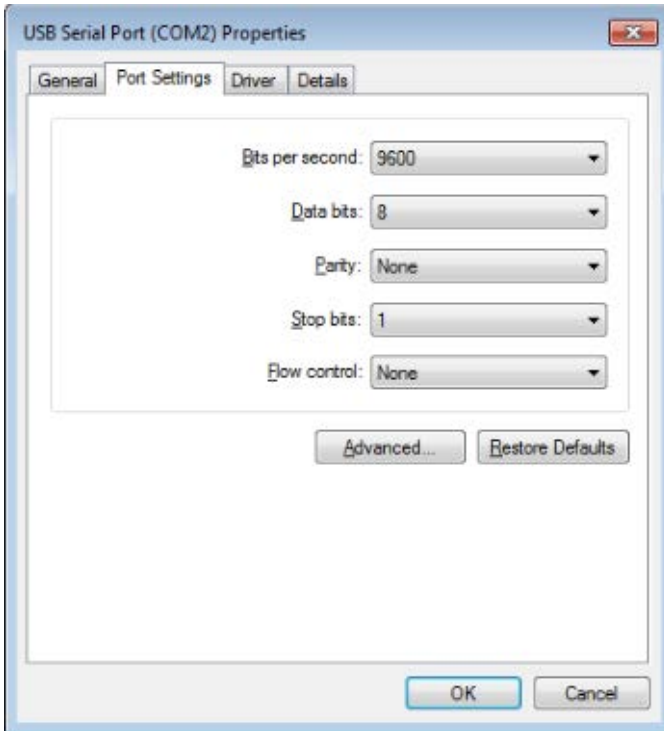 USB Serial Port (COM2) Properties
General Port Settings Driver Details
Bits per second: 9600
Data bits: 8
Parity: None
Stop bits: 1
Flow control: None
Advanced... Restore Defaults
OK Cancel